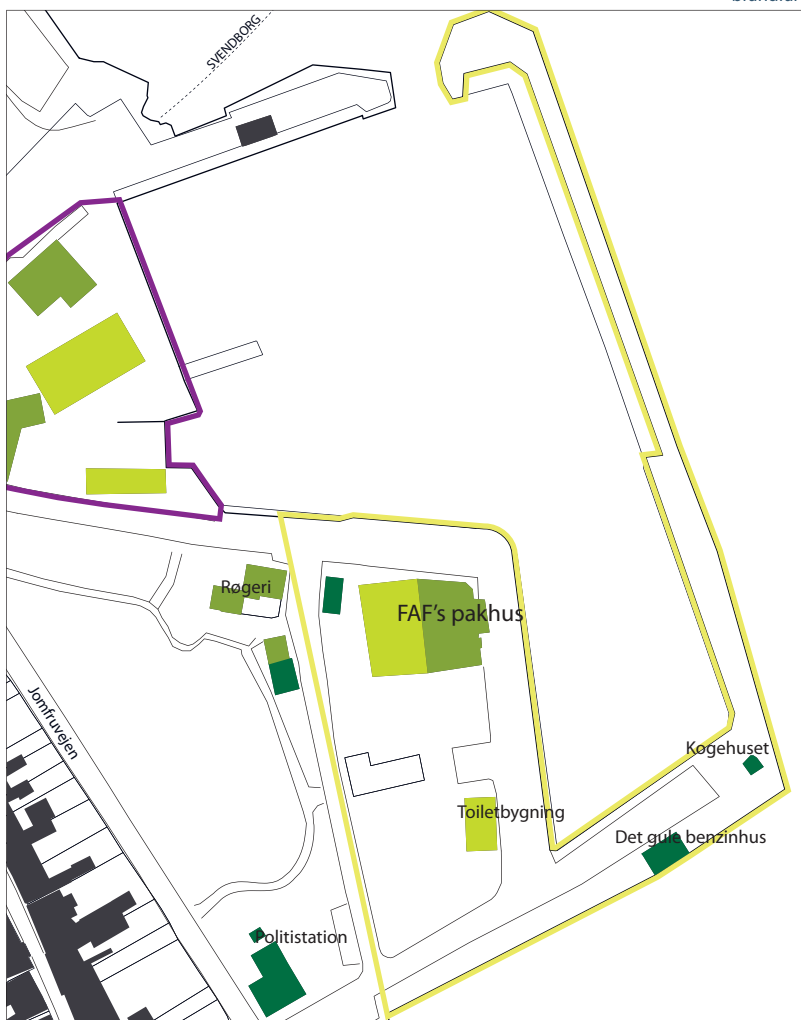 SVENDBORG
Røgeri
FAF's pakhus
Jomfruvejen
Kogehuset
Toiletbygning
Det gule benzinhus
Politistation